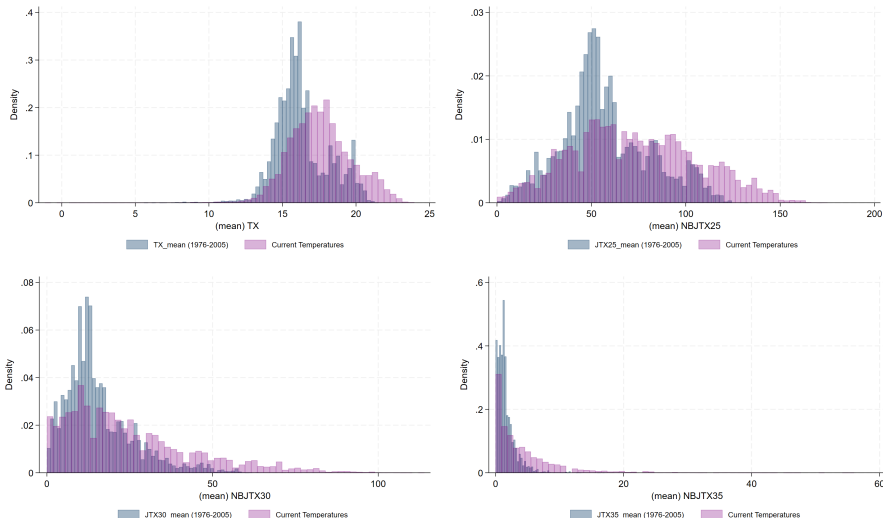 .4
.3
.2
.1
0
Density
0 5 10 15 20 25
(mean) TX
TX_mean (1976-2005) Current Temperatures
.03
.02
.01
0
Density
0 50 100 150 200
(mean) NBJTX25
JTX25_mean (1976-2005) Current Temperatures
.08
.06
.04
.02
0
Density
0 50 100
(mean) NBJTX30
JTX30_mean (1976-2005) Current Temperatures
.6
.4
.2
0
Density
0 20 40 60
(mean) NBJTX35
JTX35_mean (1976-2005) Current Temperatures